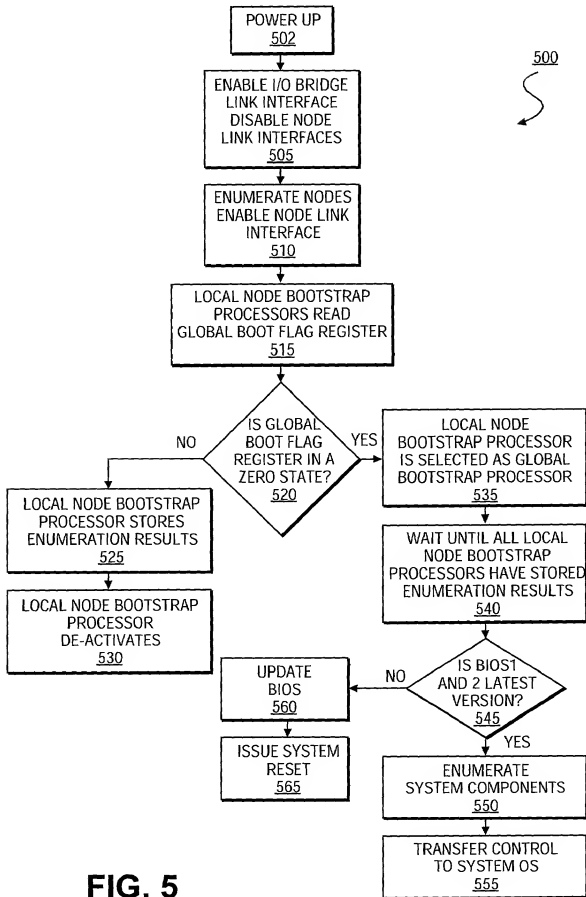 POWER UP
502
500
ENABLE I/O BRIDGE
LINK INTERFACE
DISABLE NODE
LINK INTERFACES
505
ENUMERATE NODES
ENABLE NODE LINK
INTERFACE
510
LOCAL NODE BOOTSTRAP
PROCESSORS READ
GLOBAL BOOT FLAG REGISTER
515
IS GLOBAL
BOOT FLAG
REGISTER IN A
ZERO STATE?
520
NO
YES
LOCAL NODE BOOTSTRAP
PROCESSOR STORES
ENUMERATION RESULTS
525
LOCAL NODE BOOTSTRAP
PROCESSOR
DE-ACTIVATES
530
LOCAL NODE
BOOTSTRAP PROCESSOR
IS SELECTED AS GLOBAL
BOOTSTRAP PROCESSOR
535
WAIT UNTIL ALL LOCAL
NODE BOOTSTRAP
PROCESSORS HAVE STORED
ENUMERATION RESULTS
540
IS BIOS1
AND 2 LATEST
VERSION?
545
NO
YES
UPDATE
BIOS
560
ISSUE SYSTEM
RESET
565
ENUMERATE
SYSTEM COMPONENTS
550
TRANSFER CONTROL
TO SYSTEM OS
555
FIG. 5